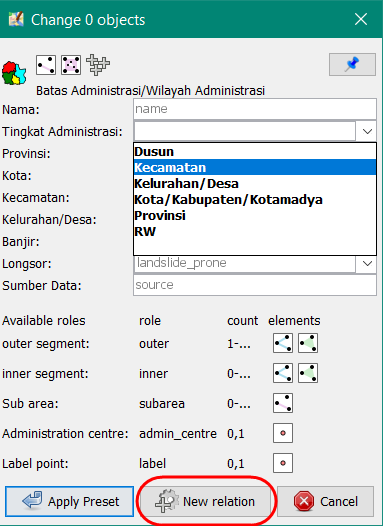 Change 0 objects
Batas Administrasi/Wilayah Administrasi
Nama: name
Tingkat Administrasi:
Provinsi: Dusun
Kecamatan
Kota: Kelurahan/Desa
Kecamatan: Kota/Kabupaten/Kotamadya
Kelurahan/Desa: Provinsi
Banjir: RW
Longsor: landslide_prone
Sumber Data: source
Available roles role count elements
outer segment: outer 1-...
inner segment: inner 0-...
Sub area: subarea 0-...
Administration centre: admin_centre 0,1
Label point: label 0,1
Apply Preset New relation Cancel